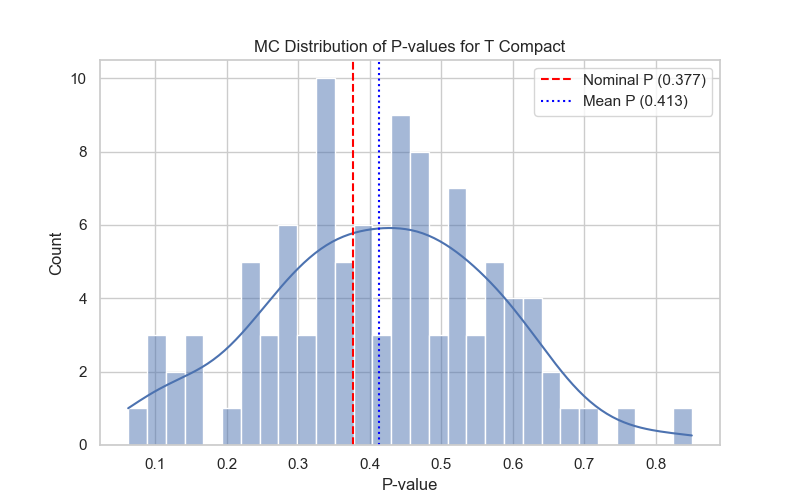 MC Distribution of P-values for T Compact
Nominal P (0.377)
Mean P (0.413)
Count
10
8
6
4
2
0
0.1 0.2 0.3 0.4 0.5 0.6 0.7 0.8
P-value